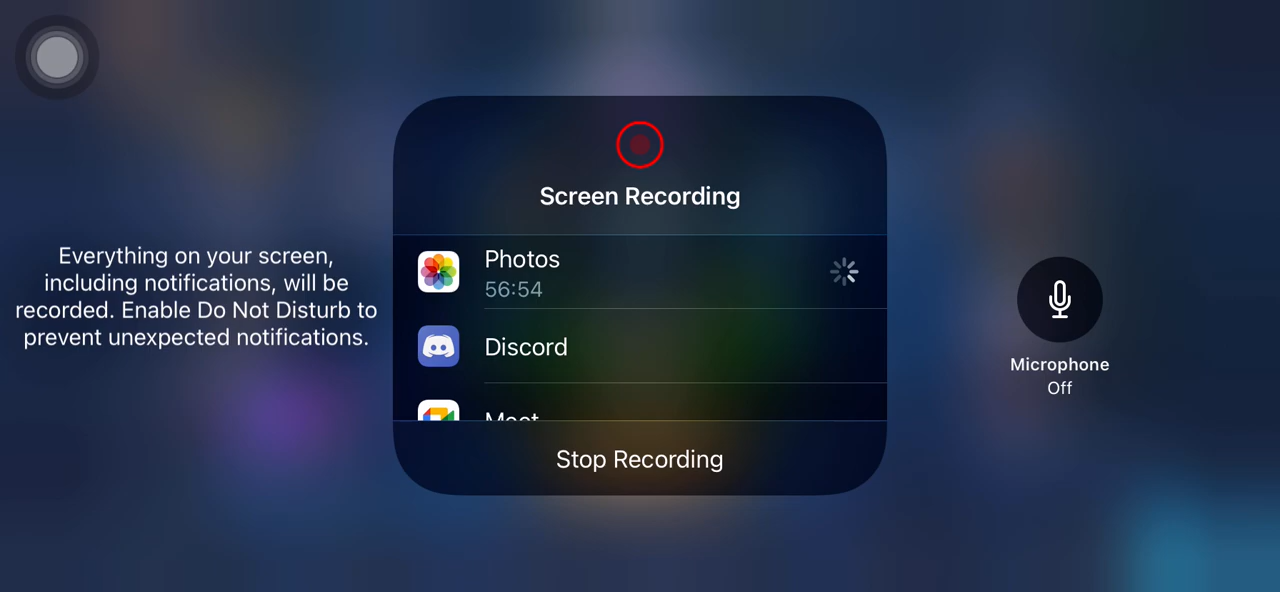 Everything on your screen,
including notifications, will be
recorded. Enable Do Not Disturb to
prevent unexpected notifications.
Screen Recording
Photos
56:54
Discord
Meet
Stop Recording
Microphone
Off